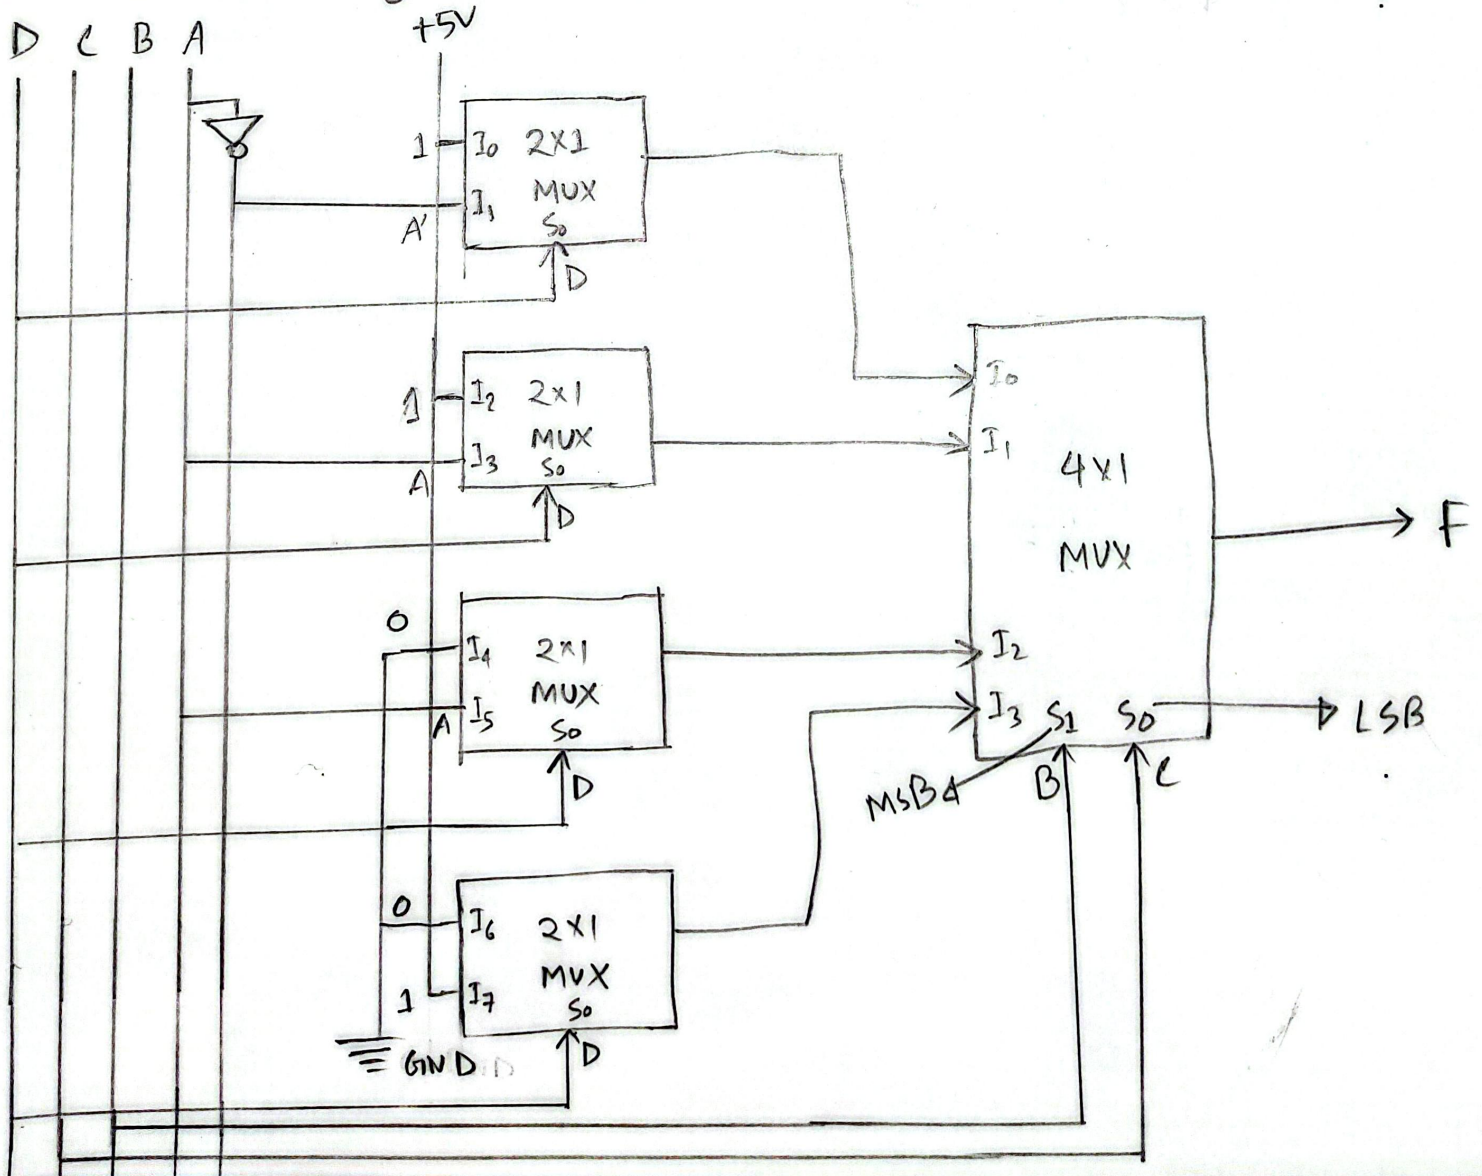 D C B A +5V
1 I0 2x1
MUX
A' I1
S0
D
1 I2 2x1
MUX
A I3
S0
D
0 I4 2x1
MUX
A I5
S0
D
0 I6 2x1
MUX
1 I7
S0
D
GND
I0
I1
4x1
MUX
F
I2
I3 S1 S0 LSB
MSB B C